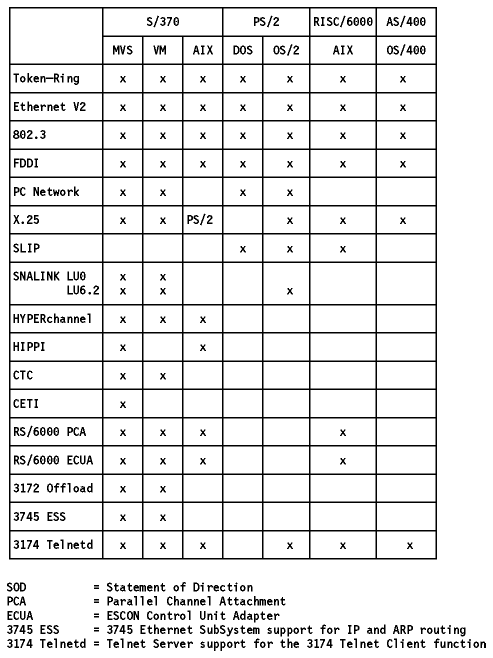 S/370 PS/2 RISC/6000 AS/400
MVS VM AIX DOS OS/2 AIX OS/400
Token-Ring x x x x x x x
Ethernet V2 x x x x x x x
802.3 x x x x x x x
FDDI x x x x x x x
PC Network x x x x
X.25 x x PS/2 x x x
SLIP x x x
SNALINK LU0 x x
LU6.2 x x x
HYPERchannel x x x
HIPPI x x
CTC x x
CETI x
RS/6000 PCA x x x x
RS/6000 ECUA x x x x
3172 Offload x x
3745 ESS x x
3174 Telnetd x x x x x x
SOD = Statement of Direction
PCA = Parallel Channel Attachment
ECUA = ESCON Control Unit Adapter
3745 ESS = 3745 Ethernet SubSystem support for IP and ARP routing
3174 Telnetd = Telnet Server support for the 3174 Telnet Client function